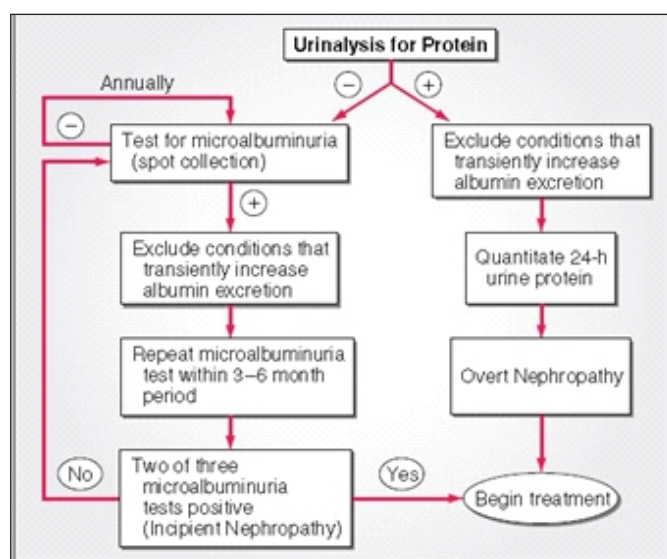 Urinalysis for Protein
−
+
Annually
−
Test for microalbuminuria
(spot collection)
Exclude conditions that
transiently increase
albumin excretion
+
Exclude conditions that
transiently increase
albumin excretion
Quantitate 24-h
urine protein
Repeat microalbuminuria
test within 3–6 month
period
Overt Nephropathy
No
Two of three
microalbuminuria
tests positive
(Incipient Nephropathy)
Yes
Begin treatment